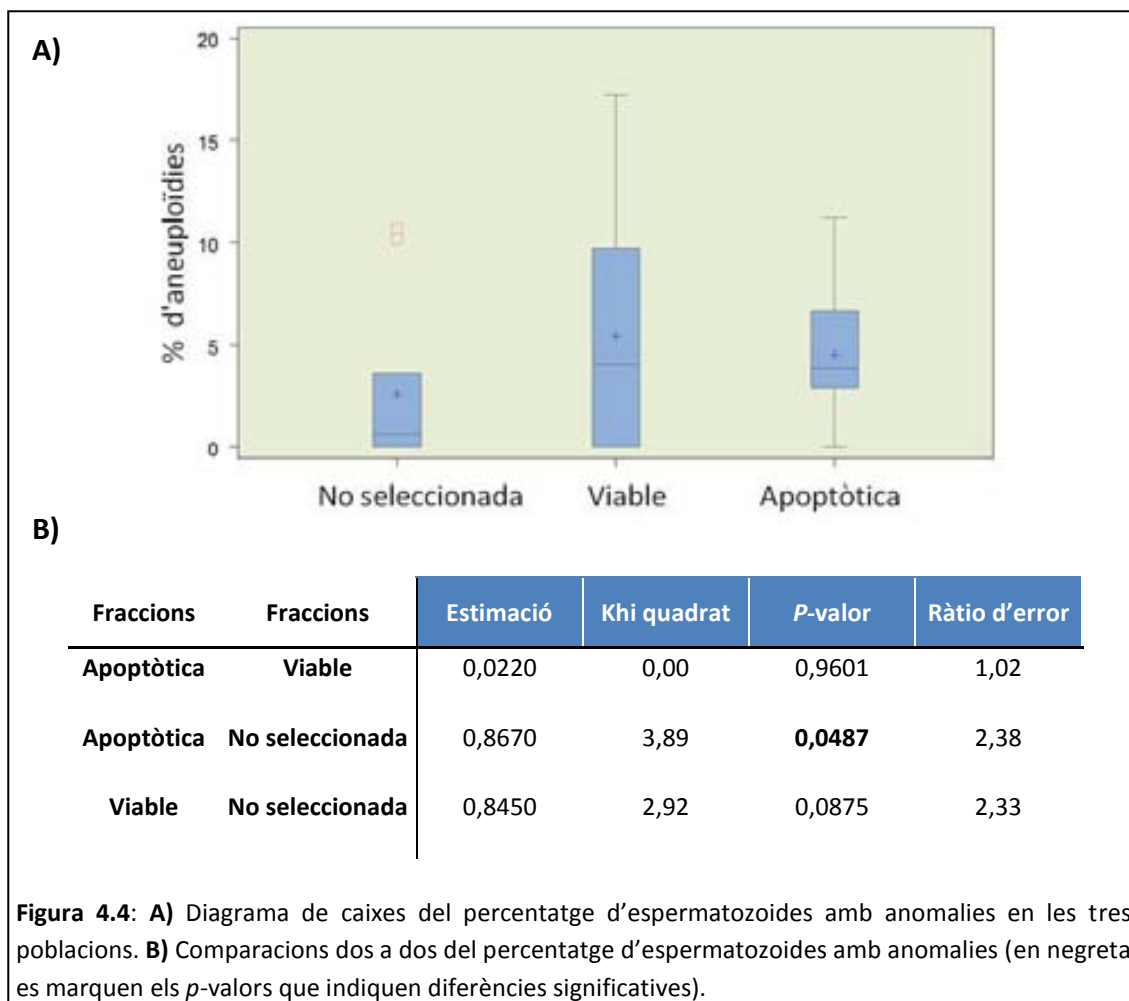 A)
20
15
10
5
0
% d'aneuploïdies
No seleccionada Viable Apoptòtica
B)
Fraccions Fraccions Estimació Khi quadrat P-valor Ràtio d'error
Apoptòtica Viable 0,0220 0,00 0,9601 1,02
Apoptòtica No seleccionada 0,8670 3,89 0,0487 2,38
Viable No seleccionada 0,8450 2,92 0,0875 2,33
Figura 4.4: A) Diagrama de caixes del percentatge d'espermatozoides amb anomalies en les tres
poblacions. B) Comparacions dos a dos del percentatge d'espermatozoides amb anomalies (en negreta
es marquen els p-valors que indiquen diferències significatives).